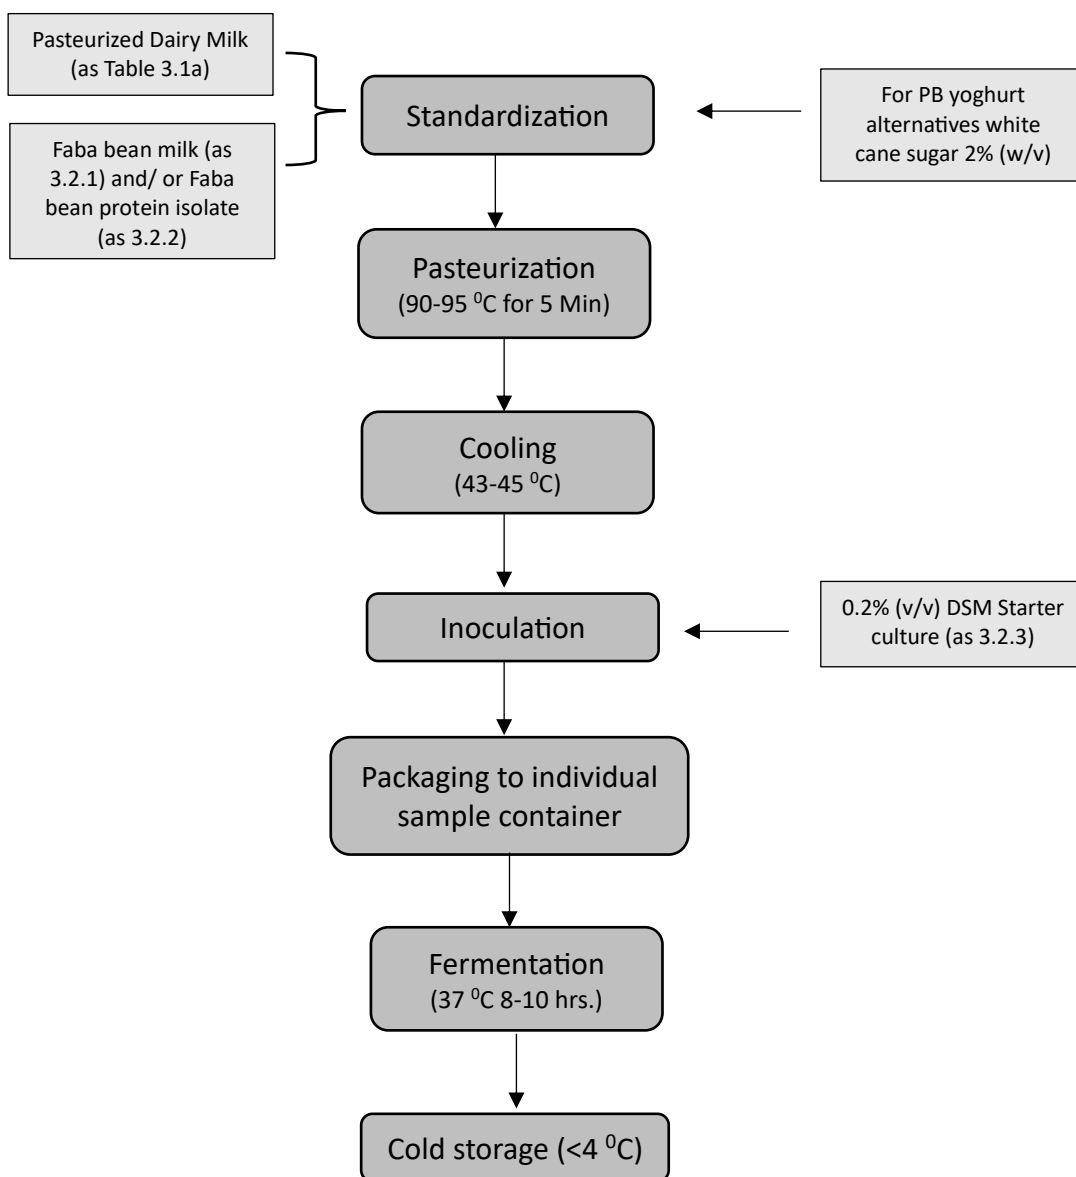 Pasteurized Dairy Milk
(as Table 3.1a)
Faba bean milk (as
3.2.1) and/ or Faba
bean protein isolate
(as 3.2.2)
Standardization
For PB yoghurt
alternatives white
cane sugar 2% (w/v)
Pasteurization
(90-95 ⁰C for 5 Min)
Cooling
(43-45 ⁰C)
Inoculation
0.2% (v/v) DSM Starter
culture (as 3.2.3)
Packaging to individual
sample container
Fermentation
(37 ⁰C 8-10 hrs.)
Cold storage (<4 ⁰C)